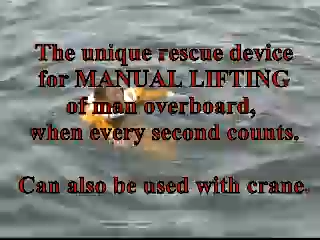 The unique rescue device
for MANUAL LIFTING
of man overboard,
when every second counts.
Can also be used with crane.